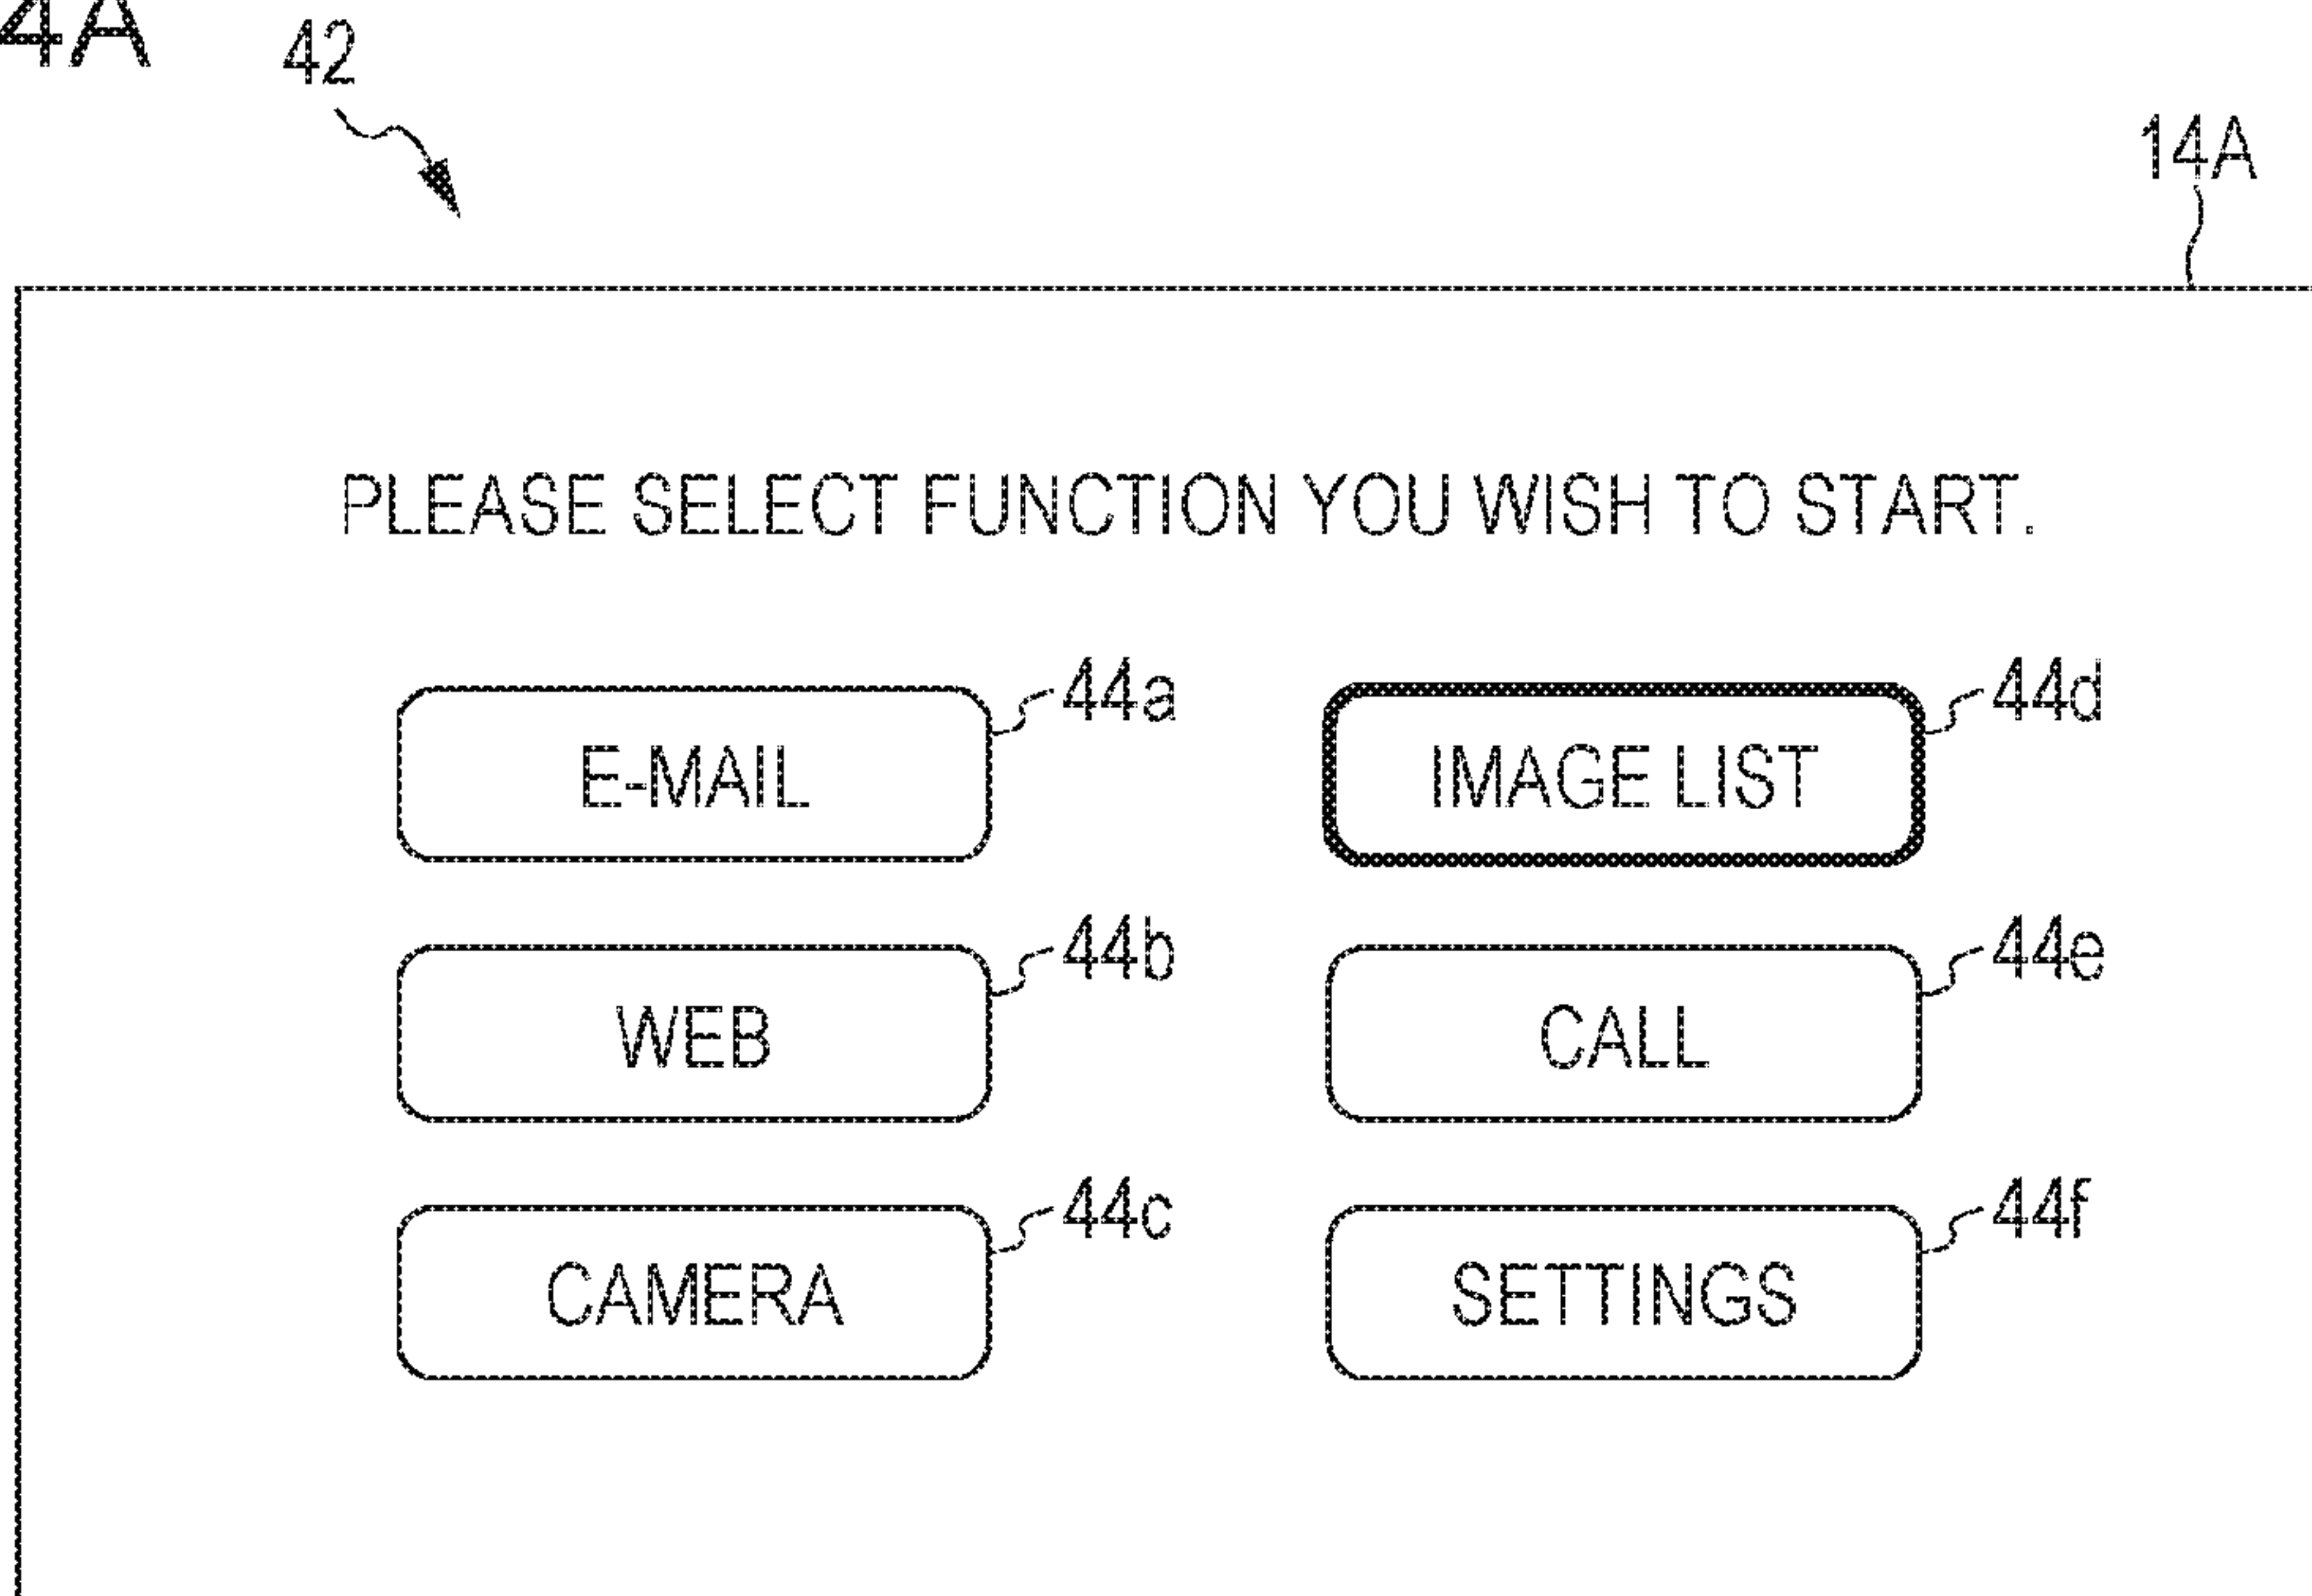 4A
42
14A
PLEASE SELECT FUNCTION YOU WISH TO START.
E-MAIL 44a IMAGE LIST 44d
WEB 44b CALL 44e
CAMERA 44c SETTINGS 44f